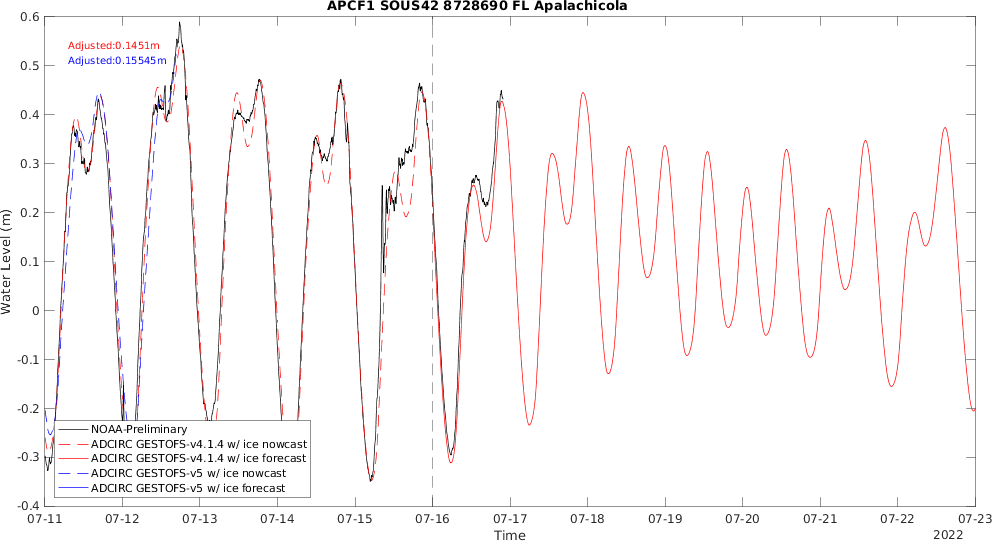 APCF1 SOUS42 8728690 FL Apalachicola
0.6
0.5
0.4
0.3
0.2
0.1
0
-0.1
-0.2
-0.3
-0.4
Water Level (m)
Adjusted:0.1451m
Adjusted:0.15545m
NOAA-Preliminary
ADCIRC GESTOFS-v4.1.4 w/ ice nowcast
ADCIRC GESTOFS-v4.1.4 w/ ice forecast
ADCIRC GESTOFS-v5 w/ ice nowcast
ADCIRC GESTOFS-v5 w/ ice forecast
07-11 07-12 07-13 07-14 07-15 07-16 07-17 07-18 07-19 07-20 07-21 07-22 07-23
Time
2022